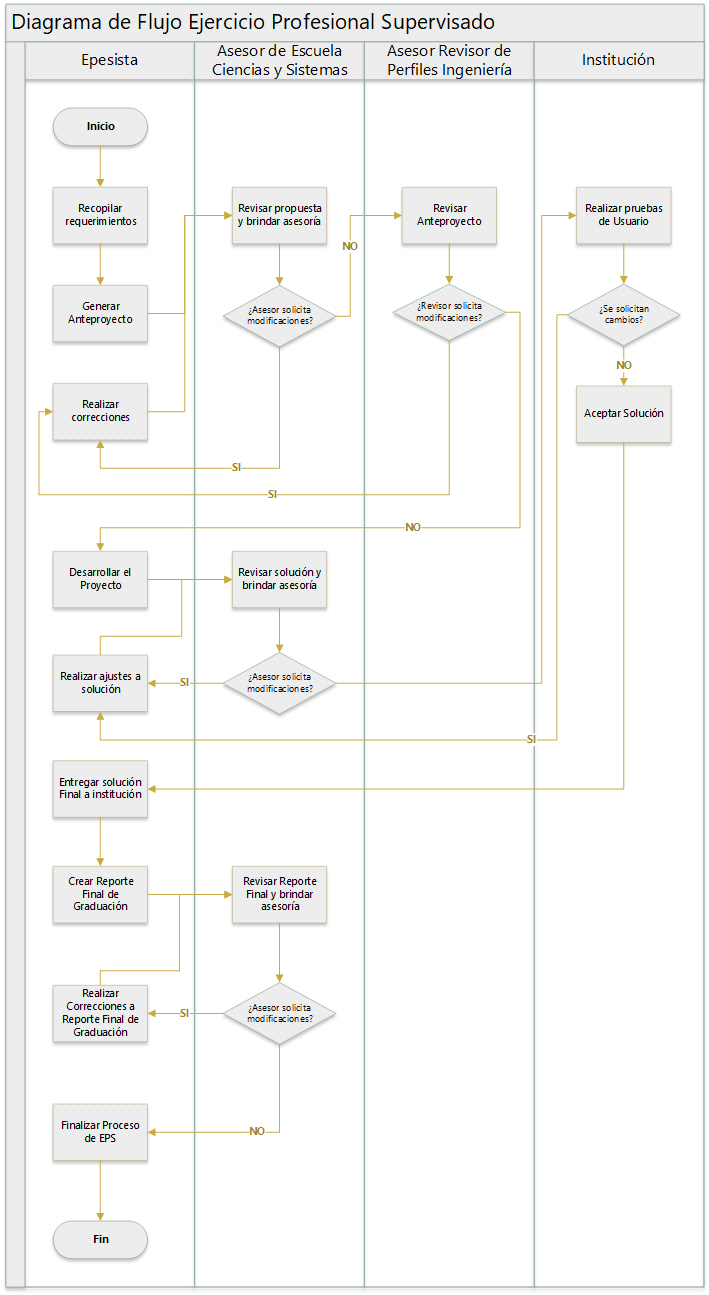 Diagrama de Flujo Ejercicio Profesional Supervisado
Epesista
Asesor de Escuela
Ciencias y Sistemas
Asesor Revisor de
Perfiles Ingeniería
Institución
Inicio
Recopilar
requerimientos
Revisar propuesta
y brindar asesoría
Revisar
Anteproyecto
Realizar pruebas
de Usuario
NO
Generar
Anteproyecto
¿Asesor solicita
modificaciones?
¿Revisor solicita
modificaciones?
¿Se solicitan
cambios?
NO
Realizar
correcciones
Aceptar Solución
SI
SI
NO
Desarrollar el
Proyecto
Revisar solución y
brindar asesoría
Realizar ajustes a
solución
SI
¿Asesor solicita
modificaciones?
SI
Entregar solución
Final a institución
Crear Reporte
Final de
Graduación
Revisar Reporte
Final y brindar
asesoría
Realizar
Correcciones a
Reporte Final de
Graduación
SI
¿Asesor solicita
modificaciones?
Finalizar Proceso
de EPS
NO
Fin